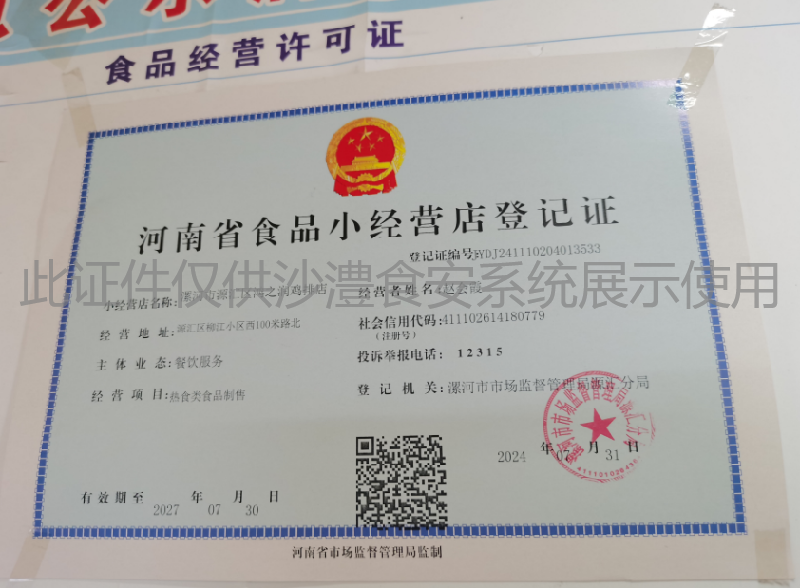 食品经营许可证
河南省食品小经营店登记证
登记证编号:YDJ241110204013533
此证件仅供沙澧食安系统展示使用
小经营店名称:
经营者姓名:
经营地址:源汇区柳江小区西100米路北
社会信用代码:411102614180779
(注册号)
主体业态:餐饮服务
投诉举报电话: 12315
经营项目:热食类食品制售
登记机关:漯河市市场监督管理局源汇分局
2024 年 07 月 31 日
有效期至 2027 年 07 月 30 日
河南省市场监督管理局监制